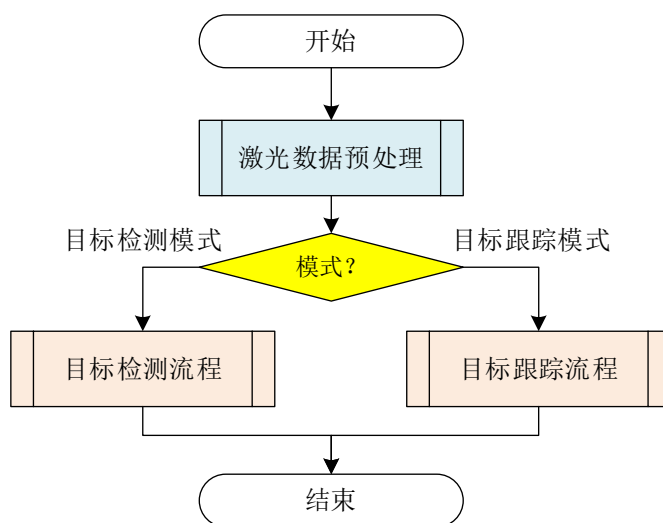 开始
激光数据预处理
目标检测模式
目标跟踪模式
模式？
目标检测流程
目标跟踪流程
结束